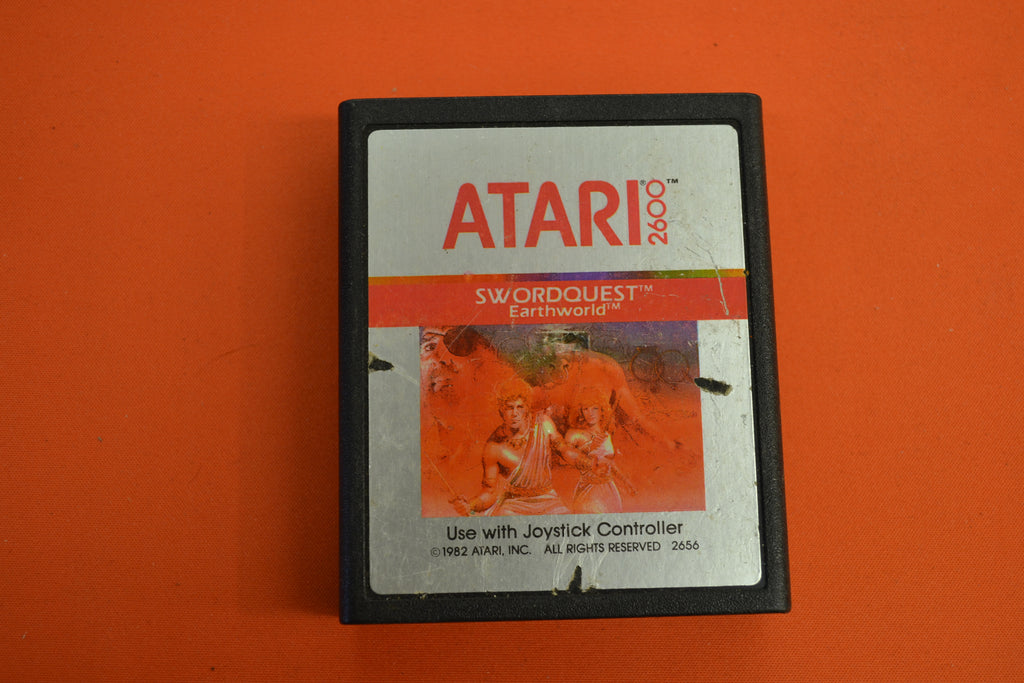 ATARI® 2600™
SWORDQUEST™
Earthworld™
Use with Joystick Controller
©1982 ATARI, INC. ALL RIGHTS RESERVED 2656